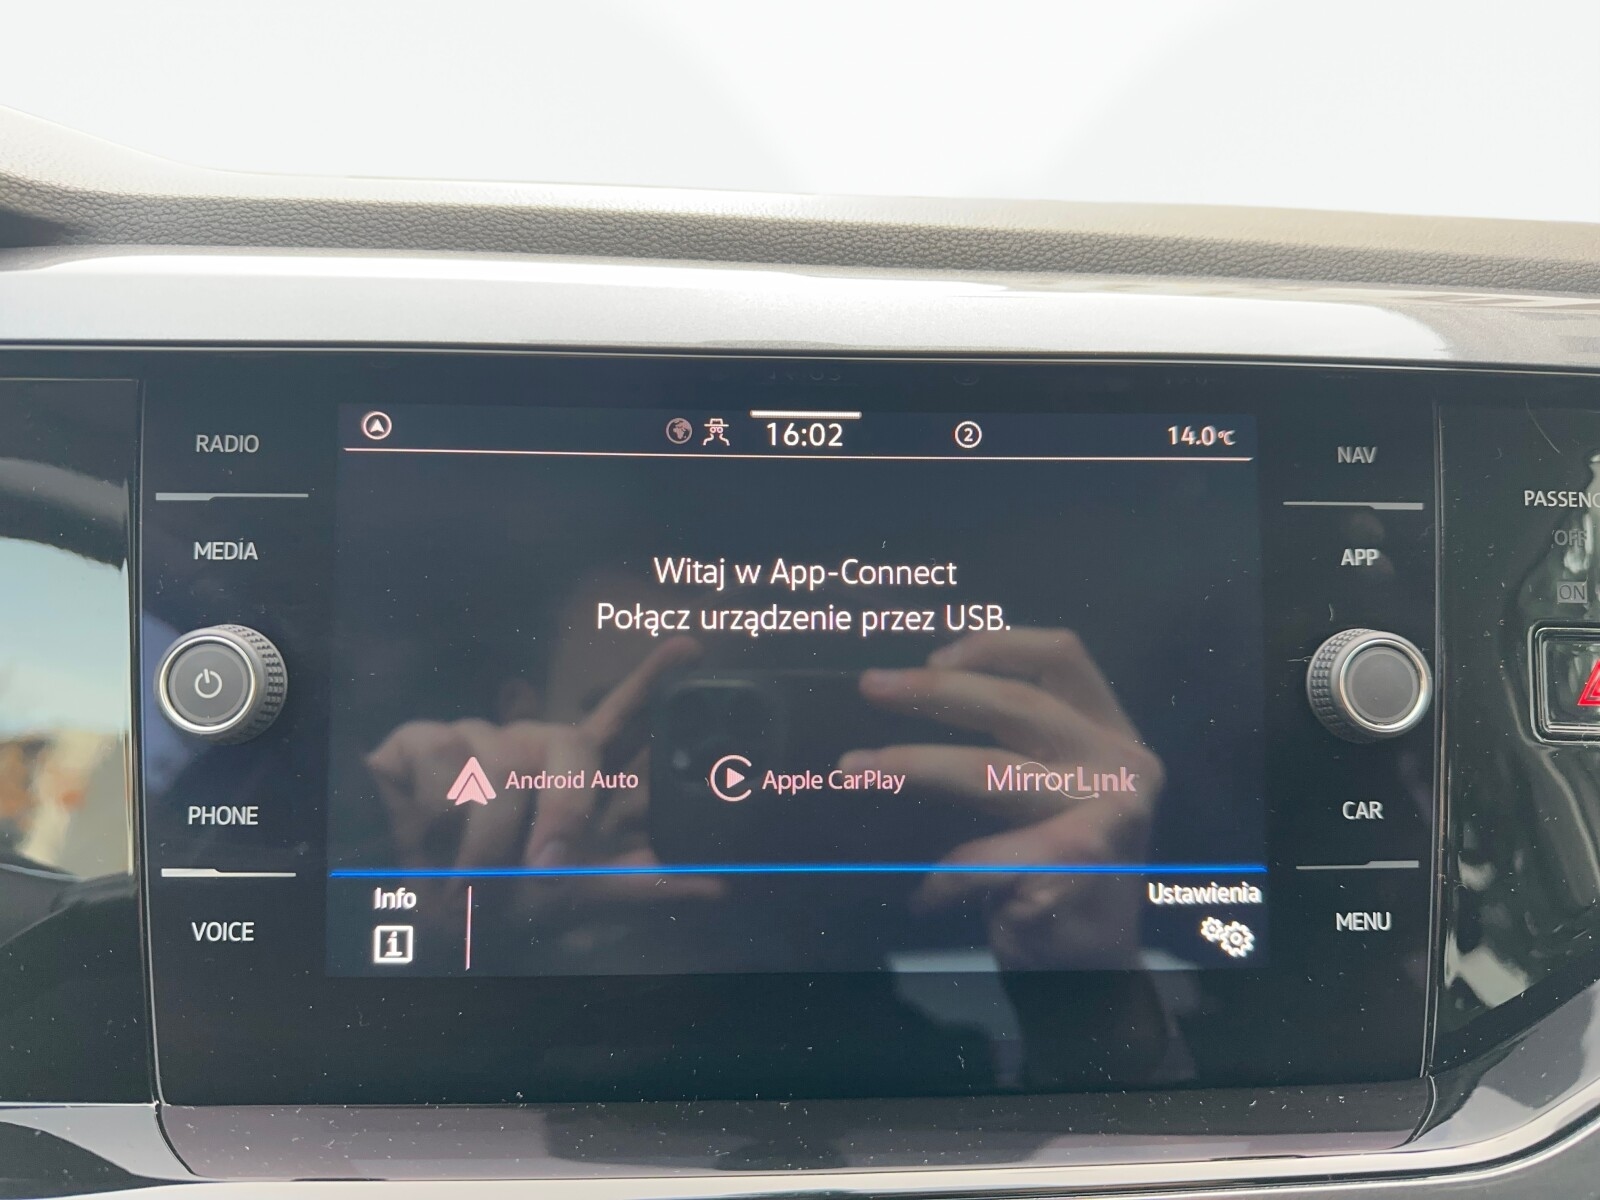 RADIO
MEDIA
PHONE
VOICE
16:02
2
14.0°C
Witaj w App-Connect
Połącz urządzenie przez USB.
Android Auto
Apple CarPlay
MirrorLink
Info
i
Ustawienia
NAV
APP
CAR
MENU
OFF
ON